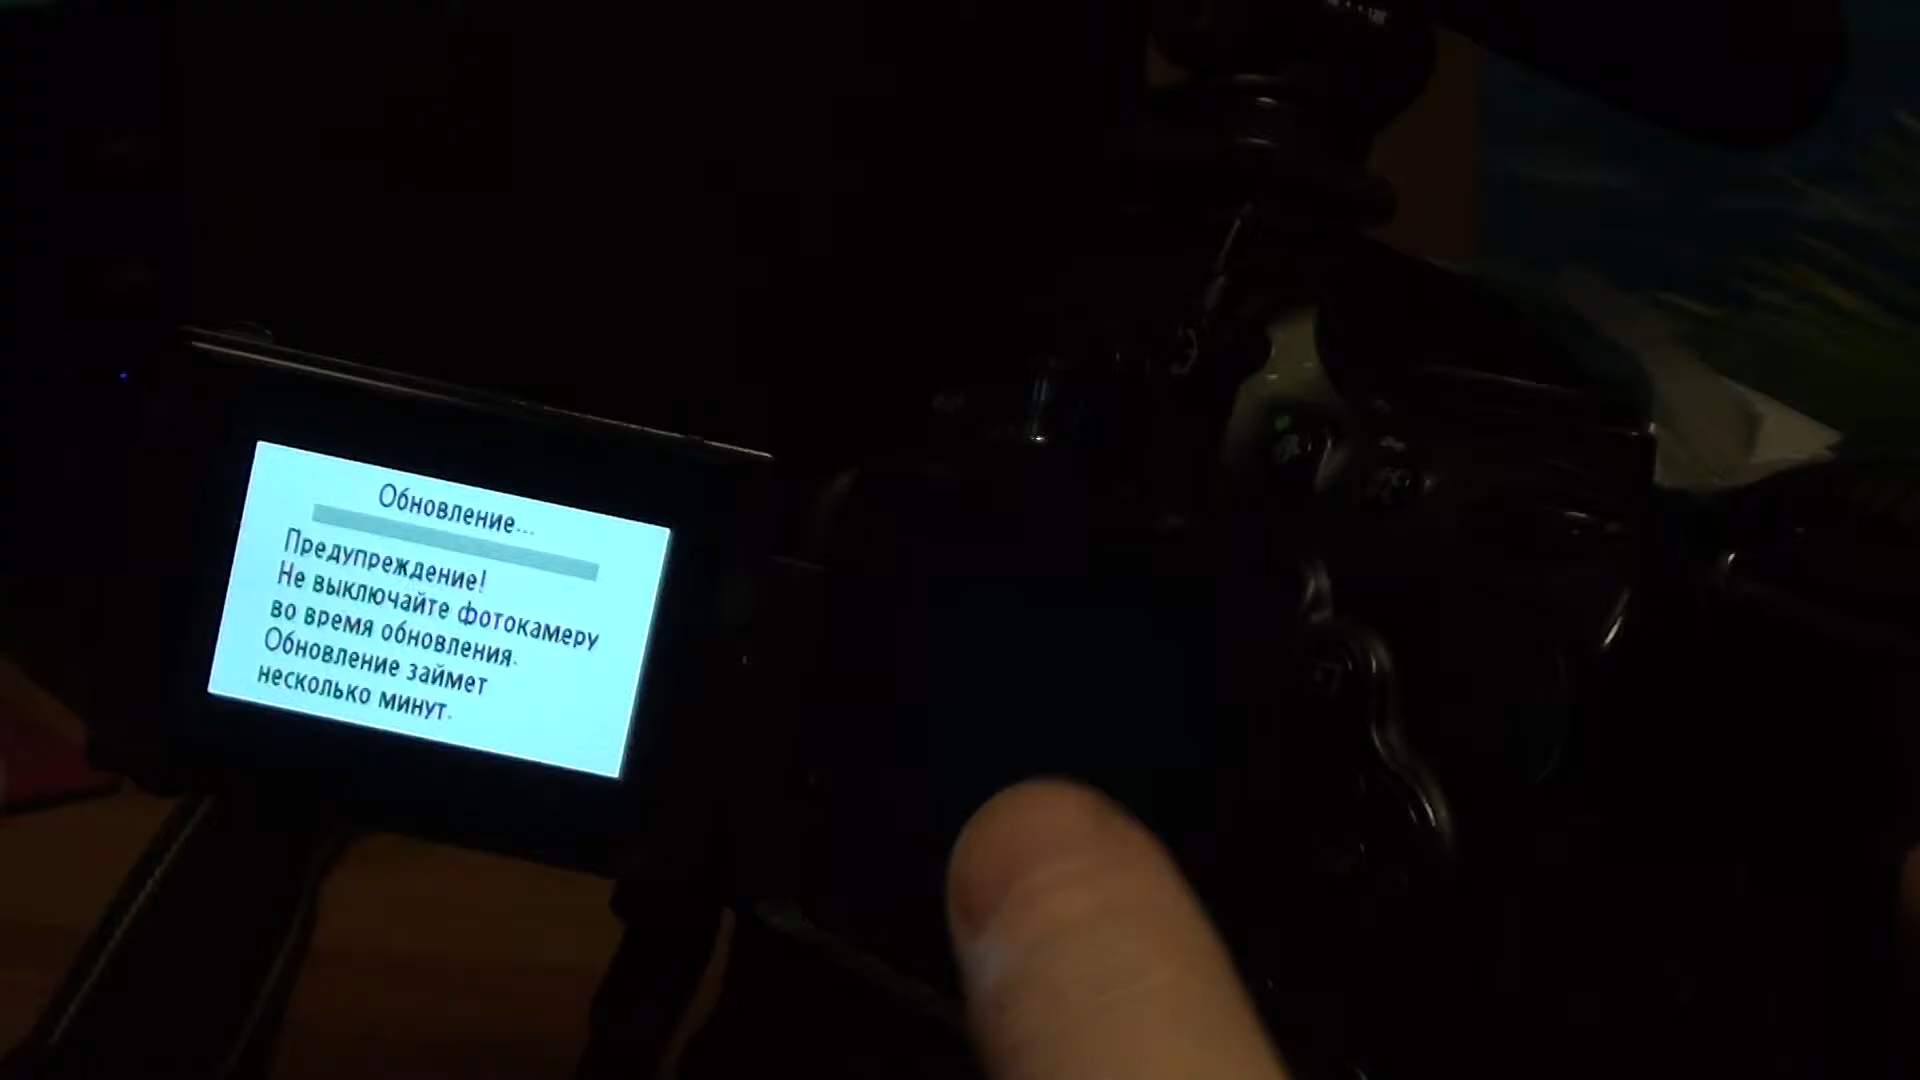 Обновление...
Предупреждение!
Не выключайте фотокамеру
во время обновления.
Обновление займет
несколько минут.